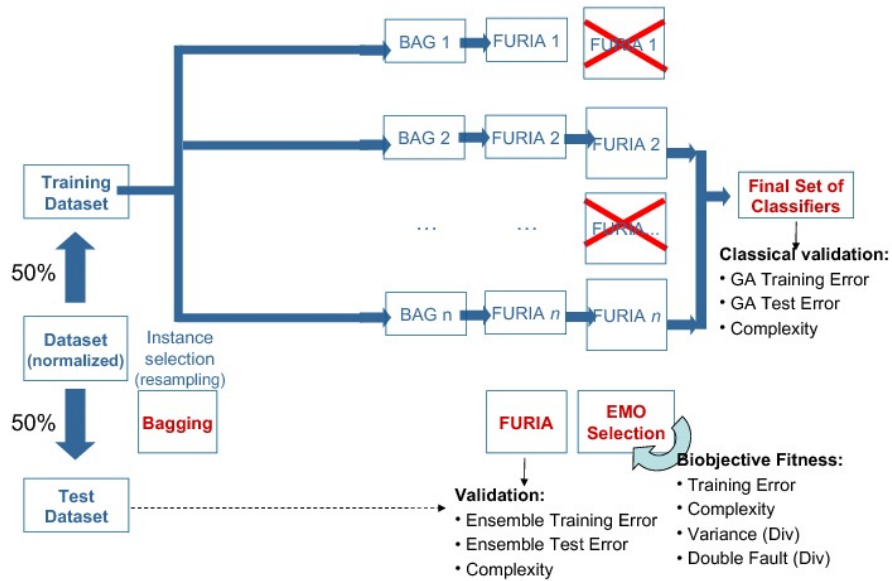 BAG 1
FURIA 1
FURIA 1
BAG 2
FURIA 2
FURIA 2
Training
Dataset
Final Set of
Classifiers
...
...
FURIA...
50%
Classical validation:
• GA Training Error
• GA Test Error
• Complexity
BAG n
FURIA n
FURIA n
Dataset
(normalized)
Instance
selection
(resampling)
50%
Bagging
FURIA
EMO
Selection
Biobjective Fitness:
• Training Error
• Complexity
• Variance (Div)
• Double Fault (Div)
Test
Dataset
Validation:
• Ensemble Training Error
• Ensemble Test Error
• Complexity